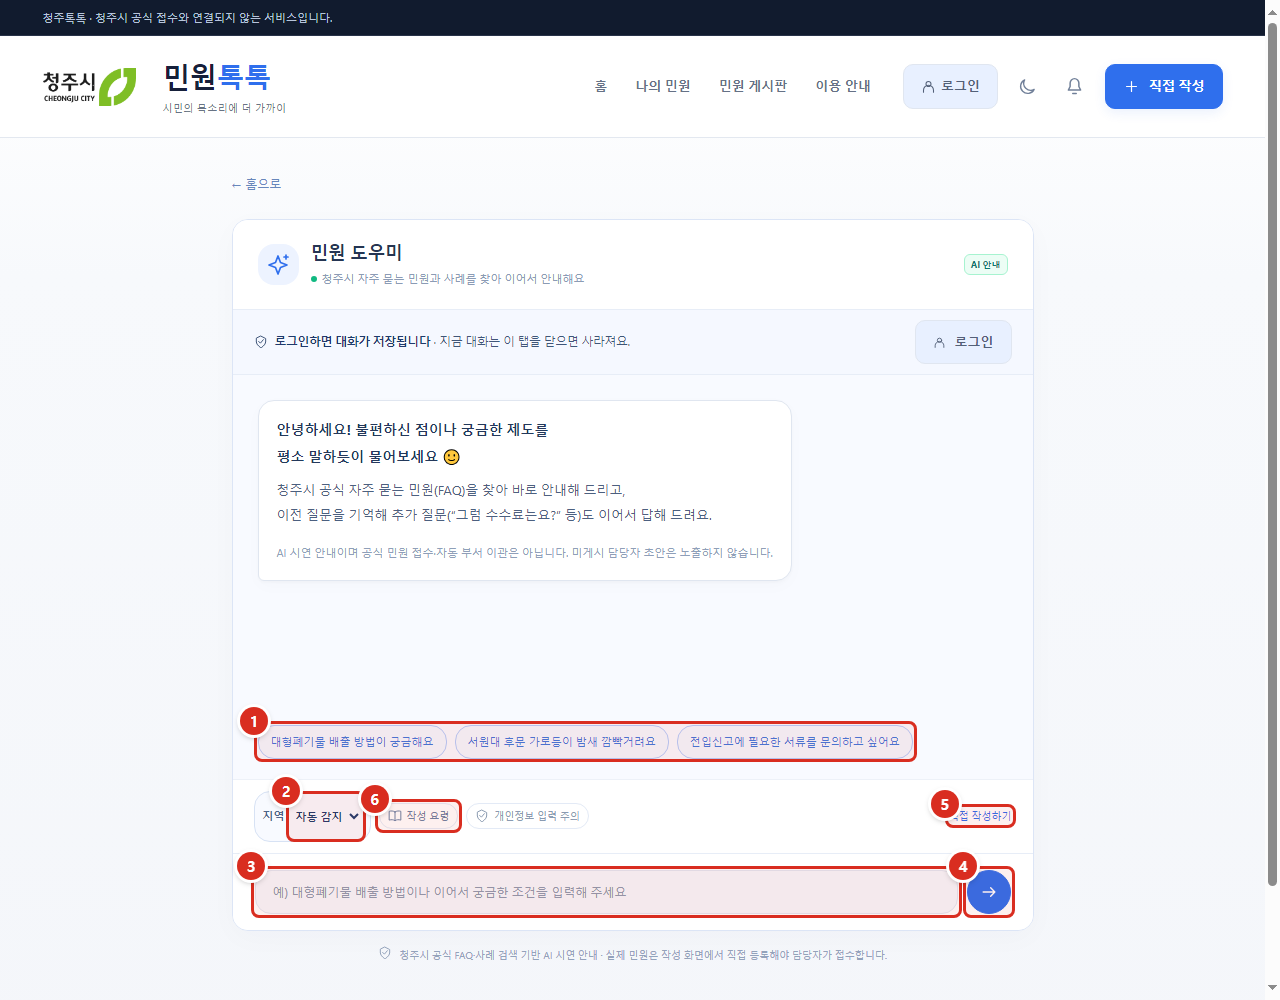 청주톡톡 · 청주시 공식 접수와 연결되지 않는 서비스입니다.
청주시
CHEONGJU CITY
민원톡톡
시민의 목소리에 더 가까이
홈
나의 민원
민원 게시판
이용 안내
로그인
+ 직접 작성
← 홈으로
민원 도우미
청주시 자주 묻는 민원과 사례를 찾아 이어서 안내해요
AI 안내
로그인하면 대화가 저장됩니다 · 지금 대화는 이 탭을 닫으면 사라져요.
로그인
안녕하세요! 불편하신 점이나 궁금한 제도를
평소 말하듯이 물어보세요 🙂
청주시 공식 자주 묻는 민원(FAQ)을 찾아 바로 안내해 드리고,
이전 질문을 기억해 추가 질문("그럼 수수료는요?" 등)도 이어서 답해 드려요.
AI 시연 안내이며 공식 민원 접수·자동 부서 이관은 아닙니다. 미게시 담당자 초안은 노출하지 않습니다.
1
대형폐기물 배출 방법이 궁금해요
서원대 후문 가로등이 밤새 깜빡거려요
전입신고에 필요한 서류를 문의하고 싶어요
2
지역
자동 감지
6
작성 요령
개인정보 입력 주의
5
작성하기
3
예) 대형폐기물 배출 방법이나 이어서 궁금한 조건을 입력해 주세요
4
→
청주시 공식 FAQ·사례 검색 기반 AI 시연 안내 · 실제 민원은 작성 화면에서 직접 등록해야 담당자가 접수합니다.